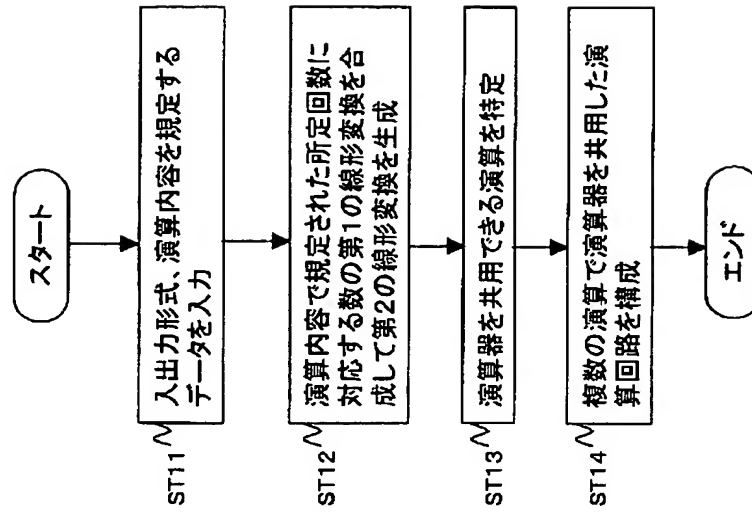 スタート
ST11
入出力形式、演算内容を規定する
データを入力
ST12
演算内容で規定された所定回数に
対応する数の第1の線形変換を合
成して第2の線形変換を生成
ST13
演算器を共用できる演算を特定
ST14
複数の演算で演算器を共用した演
算回路を構成
エンド